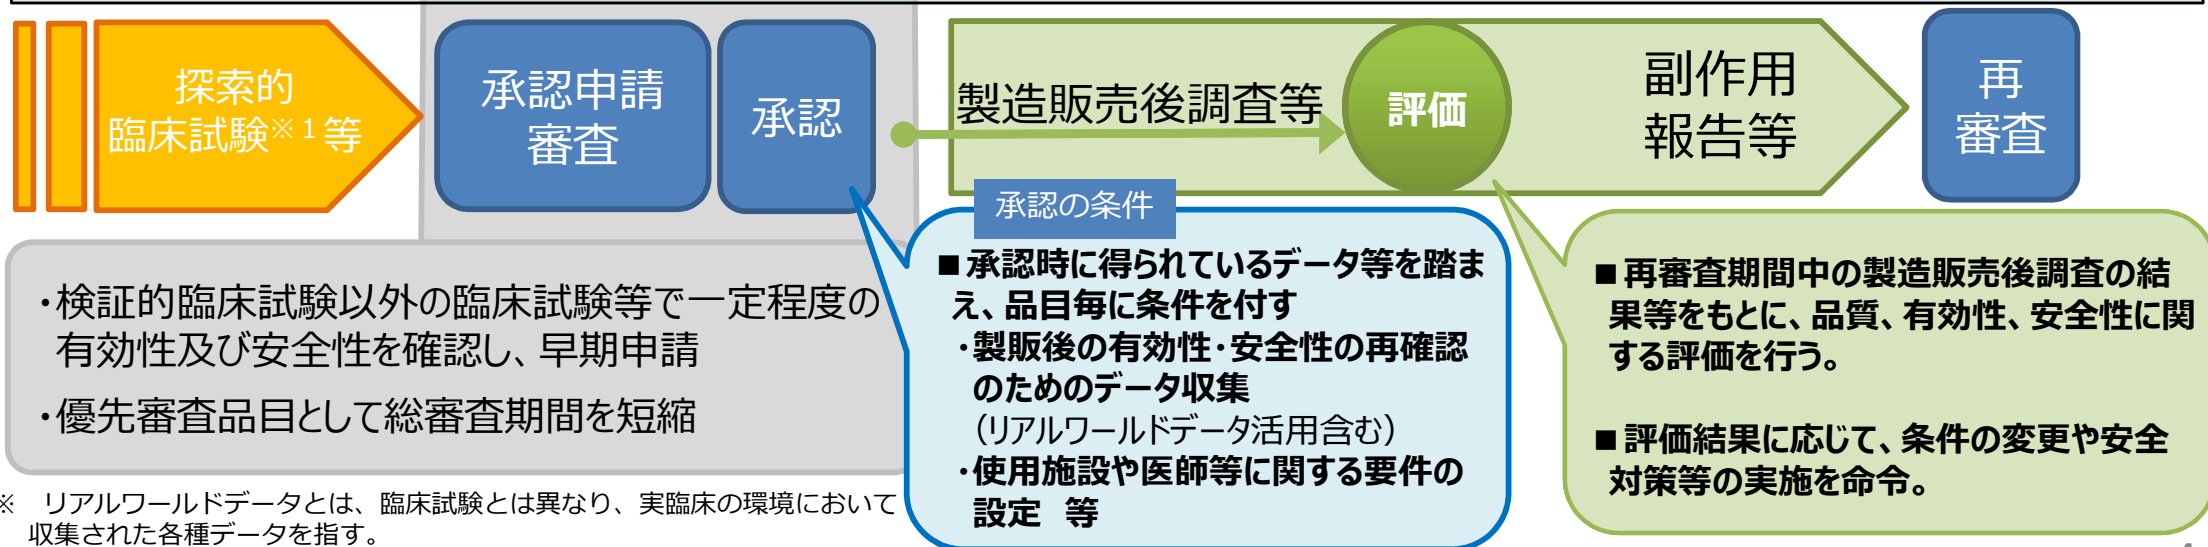 探索的
臨床試験※１等
承認申請
審査
承認
製造販売後調査等
評価
副作用
報告等
再
審査
・検証的臨床試験以外の臨床試験等で一定程度の
有効性及び安全性を確認し、早期申請
・優先審査品目として総審査期間を短縮
※　リアルワールドデータとは、臨床試験とは異なり、実臨床の環境において
収集された各種データを指す。
承認の条件
■承認時に得られているデータ等を踏ま
え、品目毎に条件を付す
・製販後の有効性・安全性の再確認
のためのデータ収集
（リアルワールドデータ活用含む）
・使用施設や医師等に関する要件の
設定　等
■再審査期間中の製造販売後調査の結
果等をもとに、品質、有効性、安全性に関
する評価を行う。
■評価結果に応じて、条件の変更や安全
対策等の実施を命令。